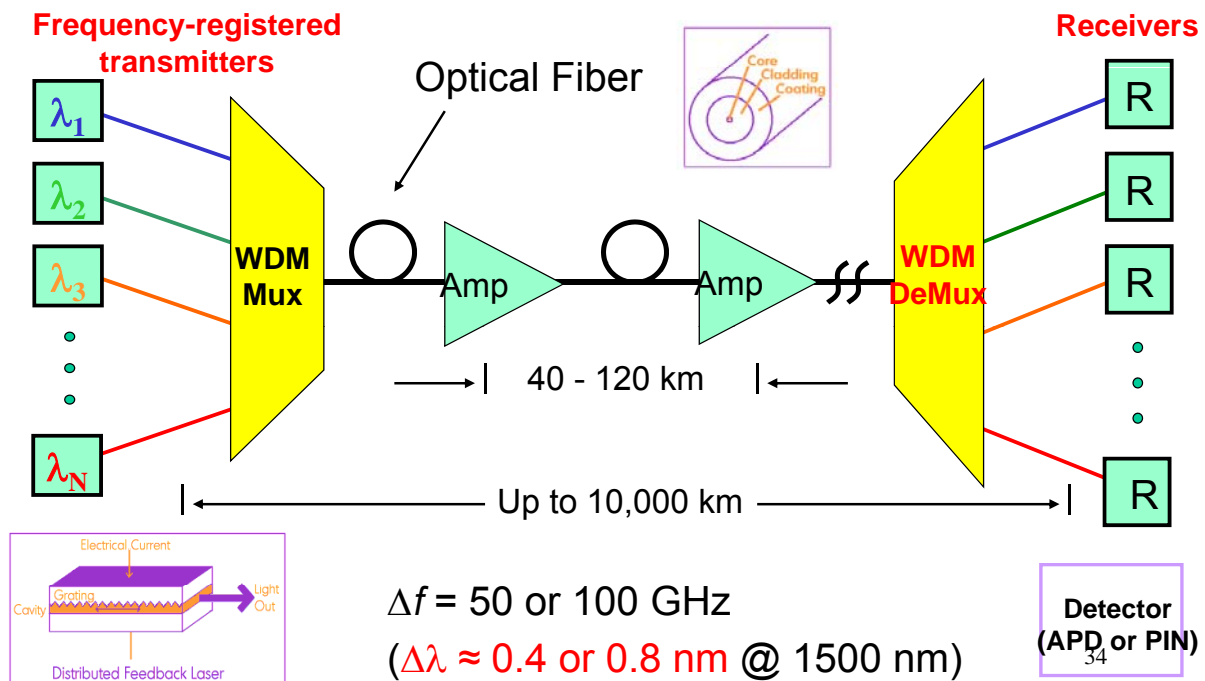 Frequency-registered
transmitters
Receivers
Optical Fiber
Core
Cladding
Coating
λ1
λ2
λ3
λN
WDM
Mux
Amp
Amp
WDM
DeMux
R
R
R
R
40 - 120 km
Up to 10,000 km
Electrical Current
Grating
Cavity
Light
Out
Distributed Feedback Laser
Δf = 50 or 100 GHz
(Δλ ≈ 0.4 or 0.8 nm @ 1500 nm)
Detector
(APD or PIN)
34